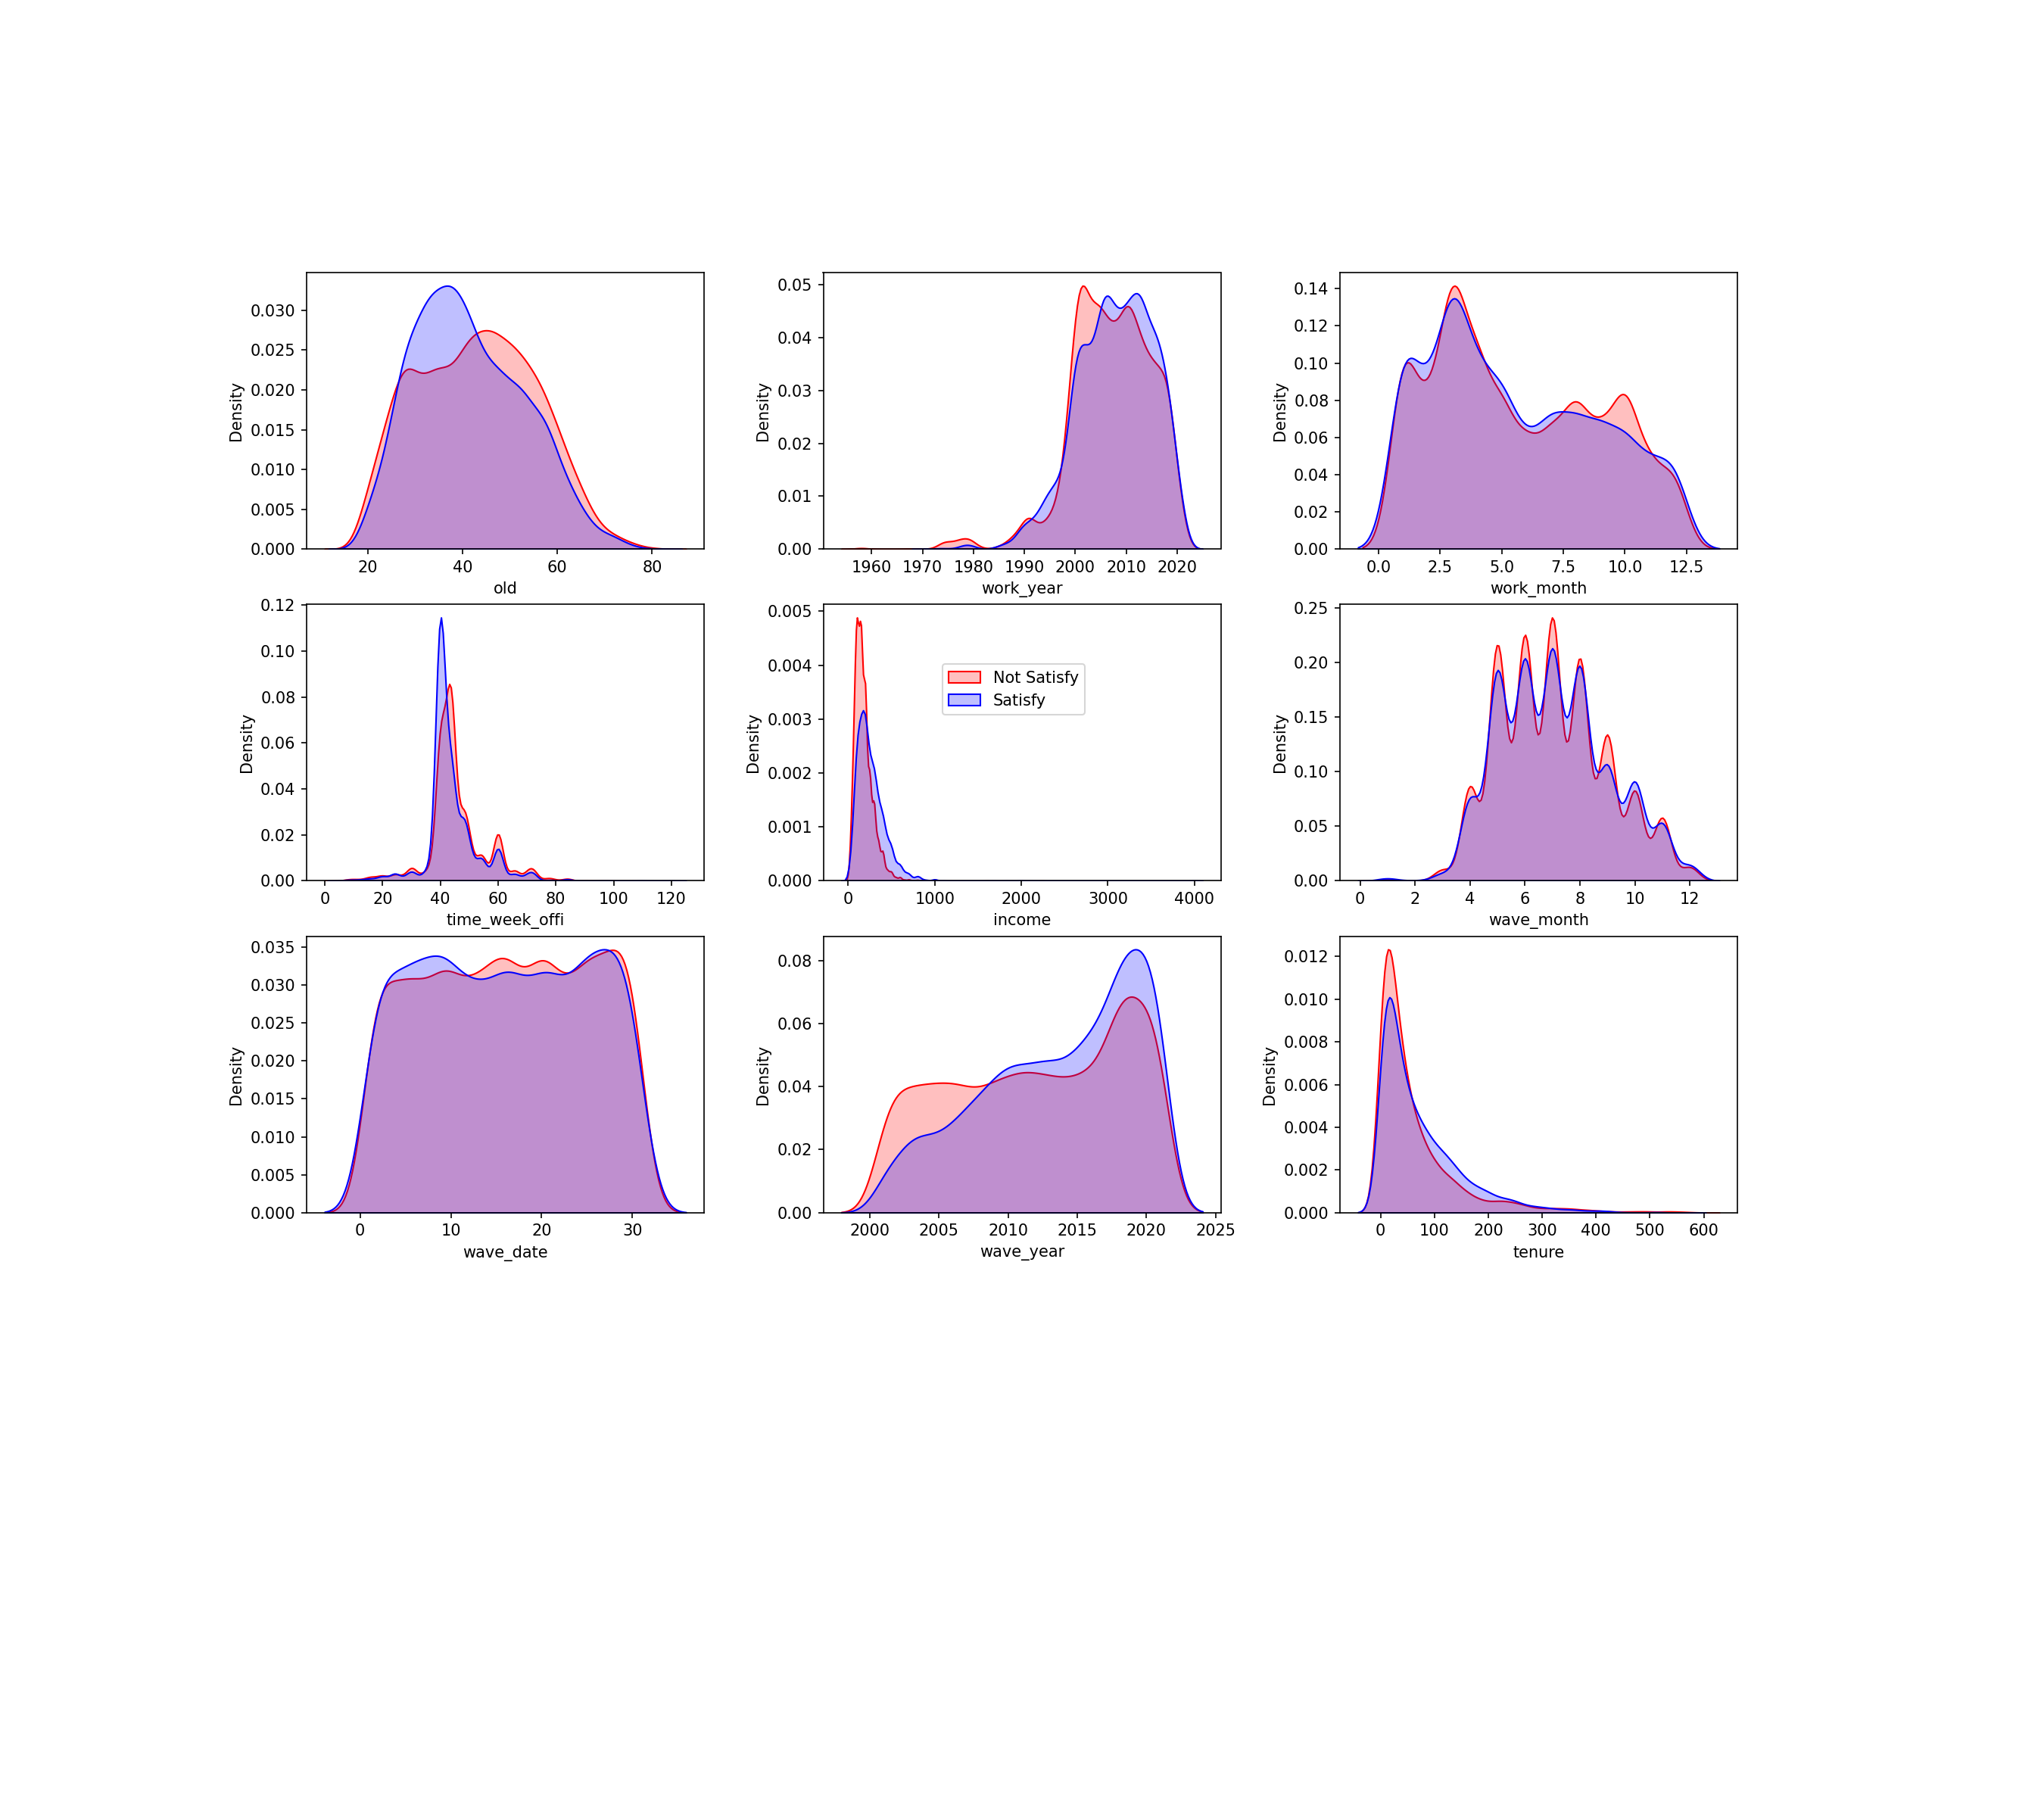 Density
0.000 0.005 0.010 0.015 0.020 0.025 0.030
20 40 60 80
old
Density
0.00 0.01 0.02 0.03 0.04 0.05
1960 1970 1980 1990 2000 2010 2020
work_year
Density
0.00 0.02 0.04 0.06 0.08 0.10 0.12 0.14
0.0 2.5 5.0 7.5 10.0 12.5
work_month
Density
0.00 0.02 0.04 0.06 0.08 0.10 0.12
0 20 40 60 80 100 120
time_week_offi
Density
0.000 0.001 0.002 0.003 0.004 0.005
Not Satisfy
Satisfy
0 1000 2000 3000 4000
income
Density
0.00 0.05 0.10 0.15 0.20 0.25
0 2 4 6 8 10 12
wave_month
Density
0.000 0.005 0.010 0.015 0.020 0.025 0.030 0.035
0 10 20 30
wave_date
Density
0.00 0.02 0.04 0.06 0.08
2000 2005 2010 2015 2020 2025
wave_year
Density
0.000 0.002 0.004 0.006 0.008 0.010 0.012
0 100 200 300 400 500 600
tenure